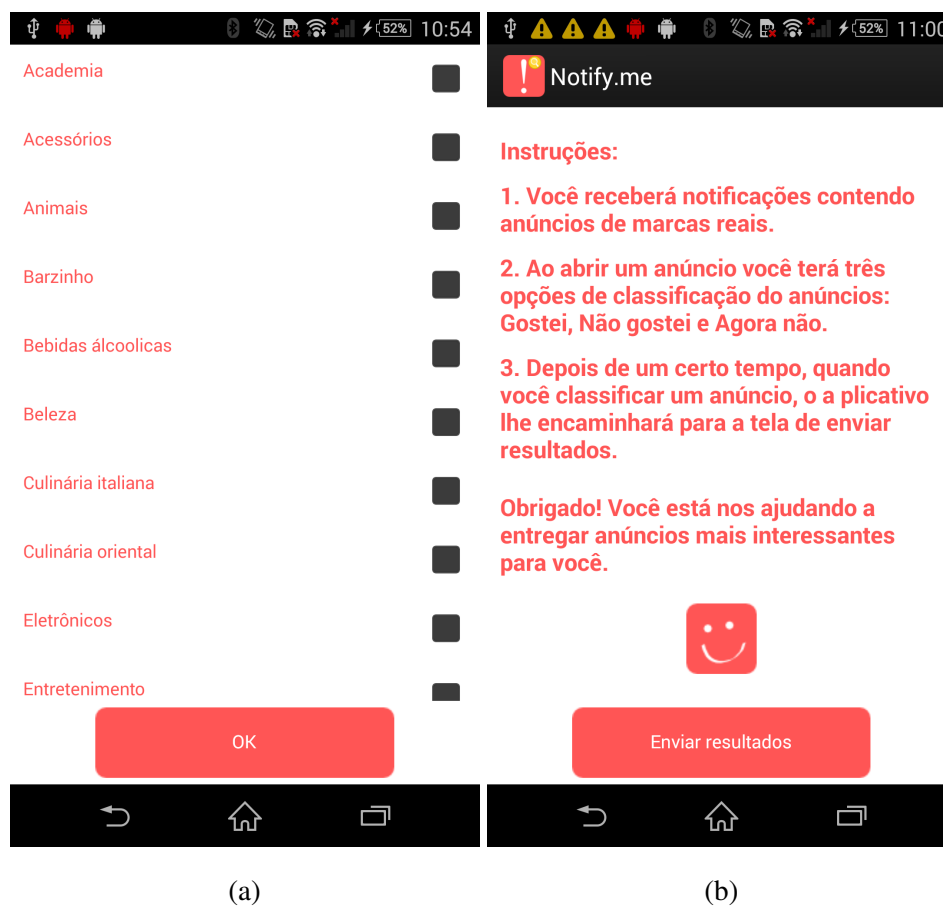 52% 10:54
Academia
Acessórios
Animais
Barzinho
Bebidas álcoolicas
Beleza
Culinária italiana
Culinária oriental
Eletrônicos
Entretenimento
OK
(a)
52% 11:00
Notify.me
Instruções:
1. Você receberá notificações contendo
anúncios de marcas reais.
2. Ao abrir um anúncio você terá três
opções de classificação do anúncios:
Gostei, Não gostei e Agora não.
3. Depois de um certo tempo, quando
você classificar um anúncio, o a plicativo
lhe encaminhará para a tela de enviar
resultados.
Obrigado! Você está nos ajudando a
entregar anúncios mais interessantes
para você.
Enviar resultados
(b)